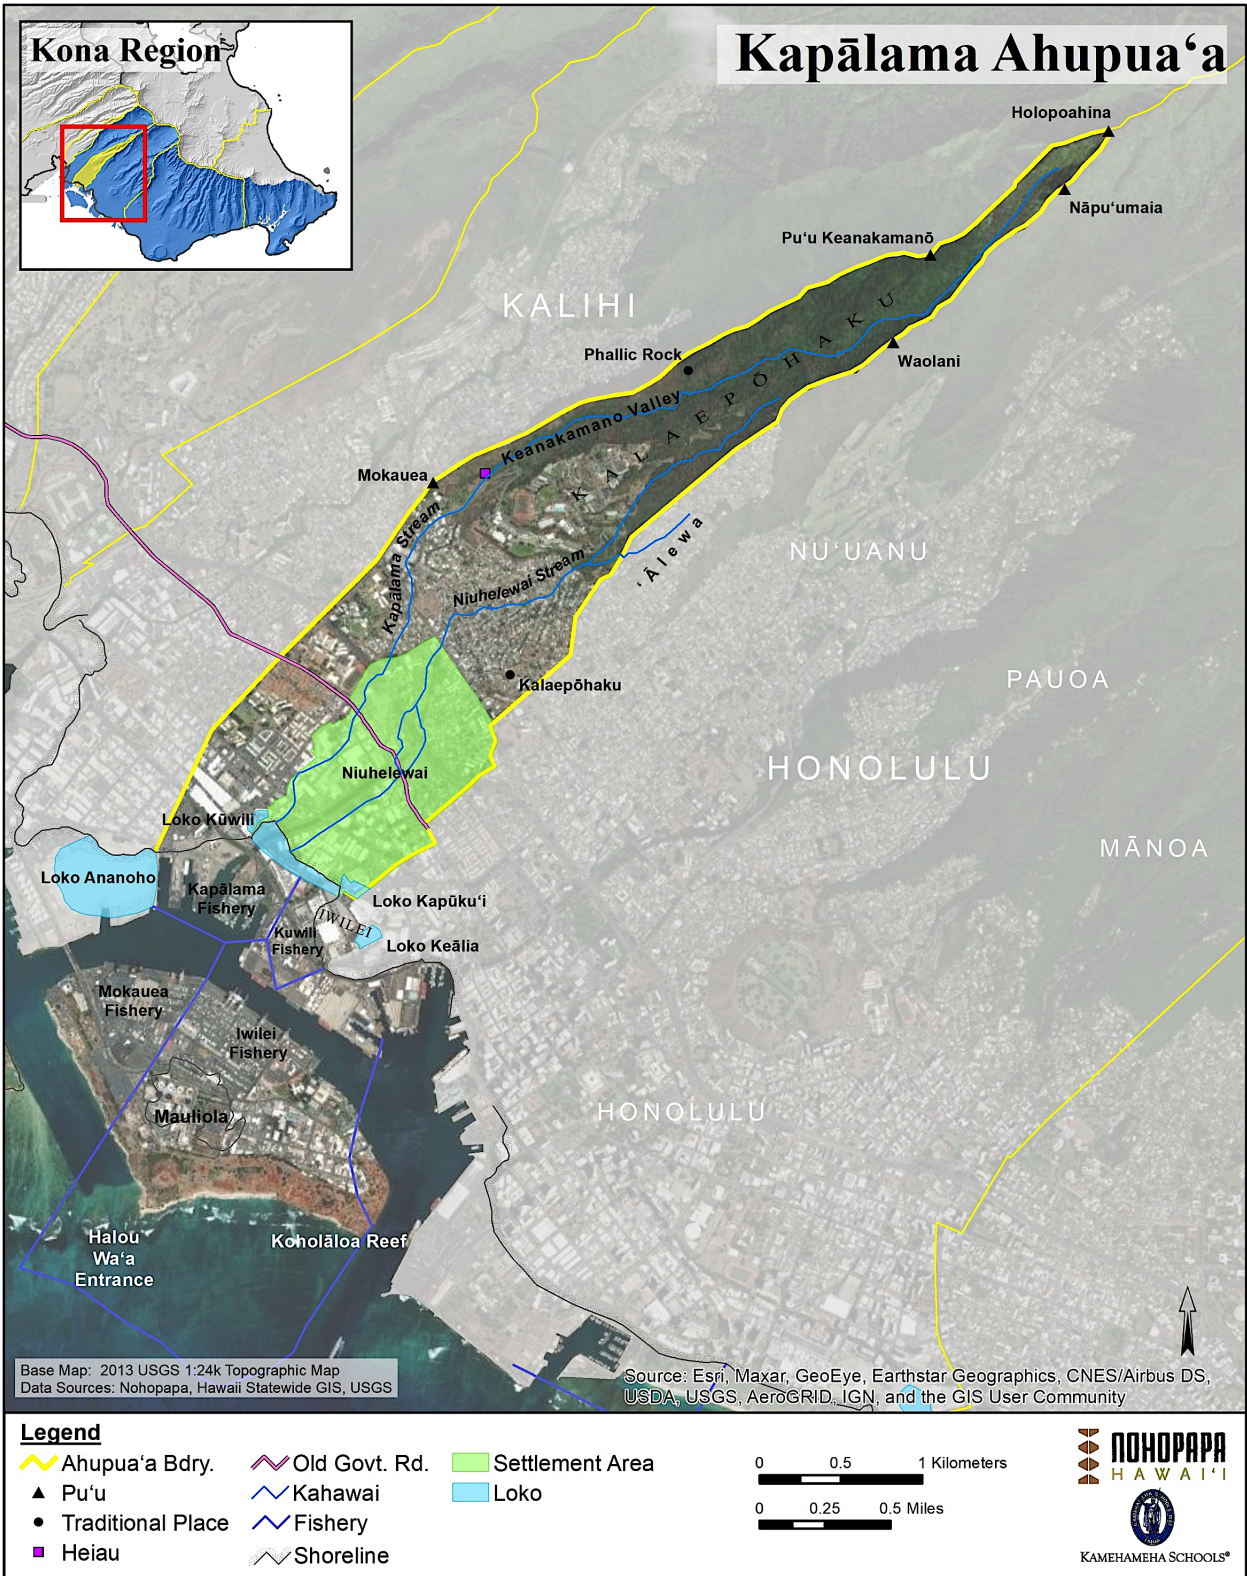 Kona Region
Kapālama Ahupuaʻa
Holopoahina
Nāpuʻumaia
Puʻu Keanakamanō
KALIHI
Phallic Rock
Waolani
KALAEPŌHAKU
Keanakamano Valley
Mokauea
Kapālama Stream
Niuhelewai Stream
ʻĀlewa
NUʻUANU
PAUOA
Kalaepōhaku
HONOLULU
Niuhelewai
Loko Kūwili
MĀNOA
Loko Ananoho
Kapālama
Fishery
Loko Kapūkuʻi
IWILEI
Kuwili
Fishery
Loko Keālia
Mokauea
Fishery
Iwilei
Fishery
Mauliola
HONOLULU
Halou
Waʻa
Entrance
Koholāloa Reef
Base Map: 2013 USGS 1:24k Topographic Map
Data Sources: Nohopapa, Hawaii Statewide GIS, USGS
Source: Esri, Maxar, GeoEye, Earthstar Geographics, CNES/Airbus DS,
USDA, USGS, AeroGRID, IGN, and the GIS User Community
Legend
Ahupuaʻa Bdry.
Puʻu
Traditional Place
Heiau
Old Govt. Rd.
Kahawai
Fishery
Shoreline
Settlement Area
Loko
0 0.5 1 Kilometers
0 0.25 0.5 Miles
NOHOPAPA
HAWAIʻI
KAMEHAMEHA SCHOOLS®